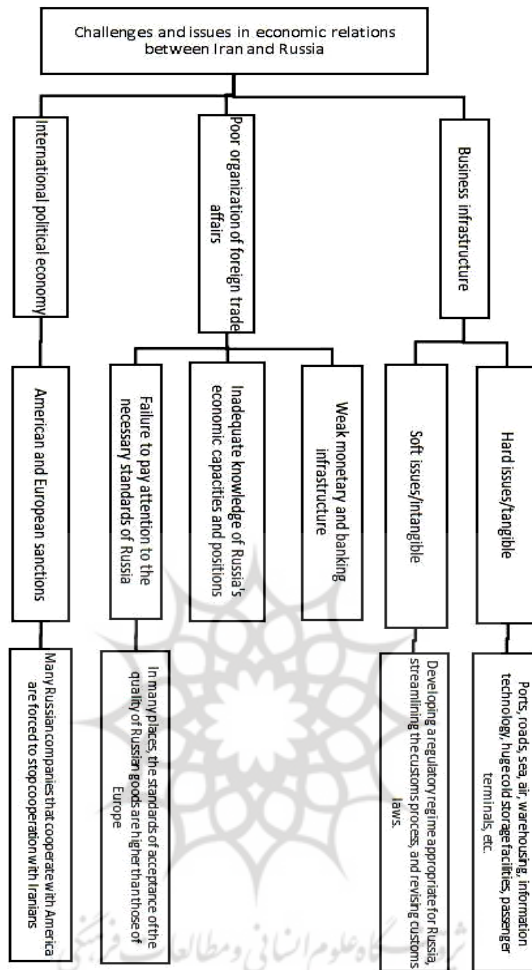 Challenges and issues in economic relations
between Iran and Russia
International political economy
Poor organization of foreign trade
affairs
Business infrastructure
American and European sanctions
Failure to pay attention to the
necessary standards of Russia
Inadequate knowledge of Russia's
economic capacities and positions
Weak monetary and banking
infrastructure
Soft issues/intangible
Hard issues/tangible
Many Russian companies that cooperate with America
are forced to stop cooperation with Iranians
In many places, the standards of acceptance of the
quality of Russian goods are higher than those of
Europe
Developing a regulatory regime appropriate for Russia,
streamlining the customs process, and revising customs
laws.
Ports, roads, sea, air, warehousing, information
technology, huge cold storage facilities, passenger
terminals, etc.
پژوهشگاه علوم انسانی و مطالعات فرهنگی